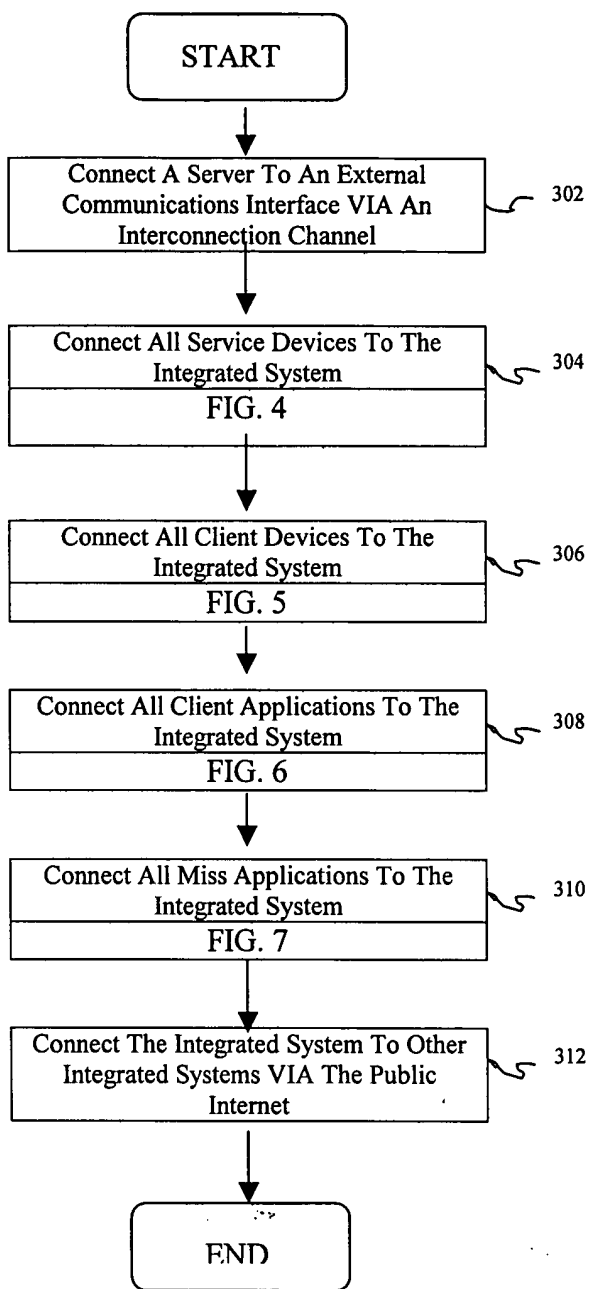 START
Connect A Server To An External
Communications Interface VIA An
Interconnection Channel
302
Connect All Service Devices To The
Integrated System
304
FIG. 4
Connect All Client Devices To The
Integrated System
306
FIG. 5
Connect All Client Applications To The
Integrated System
308
FIG. 6
Connect All Miss Applications To The
Integrated System
310
FIG. 7
Connect The Integrated System To Other
Integrated Systems VIA The Public
Internet
312
END